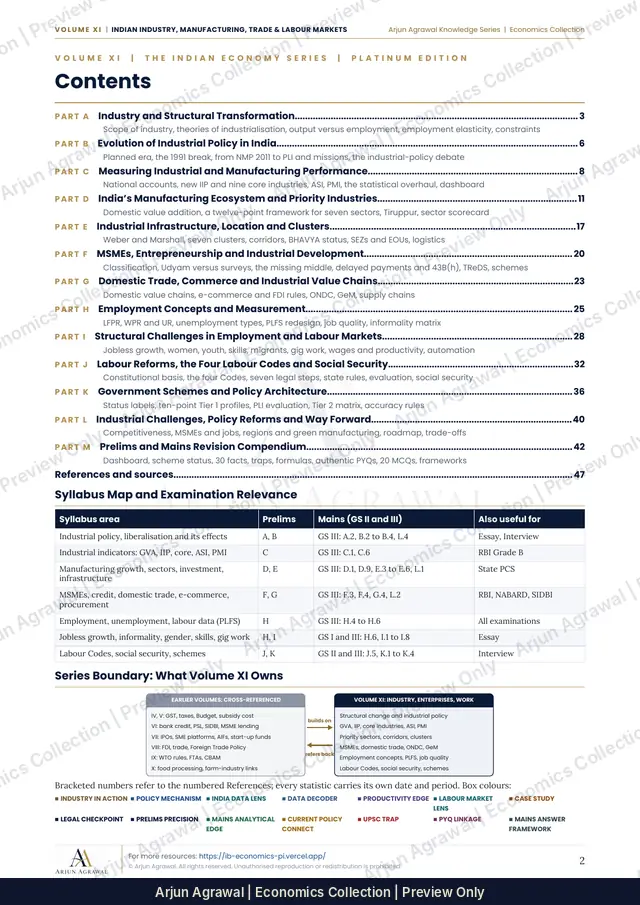 VOLUME XI | INDIAN INDUSTRY, MANUFACTURING, TRADE & LABOUR MARKETS
Arjun Agrawal Knowledge Series | Economics Collection
VOLUME XI | THE INDIAN ECONOMY SERIES | PLATINUM EDITION
Contents
PART A Industry and Structural Transformation 3
Scope of industry, theories of industrialisation, output versus employment, employment elasticity, constraints
PART B Evolution of Industrial Policy in India 6
Planned era, the 1991 break, from NMP 2011 to PLI and missions, the industrial-policy debate
PART C Measuring Industrial and Manufacturing Performance 8
National accounts, new IIP and nine core industries, ASI, PMI, the statistical overhaul, dashboard
PART D India's Manufacturing Ecosystem and Priority Industries 11
Domestic value addition, a twelve-point framework for seven sectors, Tiruppur, sector scorecard
PART E Industrial Infrastructure, Location and Clusters 17
Weber and Marshall, seven clusters, corridors, BHAVYA status, SEZs and EOUs, logistics
PART F MSMEs, Entrepreneurship and Industrial Development 20
Classification, Udyam versus surveys, the missing middle, delayed payments and 43B(h), TReDS, schemes
PART G Domestic Trade, Commerce and Industrial Value Chains 23
Domestic value chains, e-commerce and FDI rules, ONDC, GeM, supply chains
PART H Employment Concepts and Measurement 25
LFPR, WPR and UR, unemployment types, PLFS redesign, job quality, informality matrix
PART I Structural Challenges in Employment and Labour Markets 28
Jobless growth, women, youth, skills, migrants, gig work, wages and productivity, automation
PART J Labour Reforms, the Four Labour Codes and Social Security 32
Constitutional basis, the four Codes, seven legal steps, state rules, evaluation, social security
PART K Government Schemes and Policy Architecture 36
Status labels, ten-point Tier 1 profiles, PLI evaluation, Tier 2 matrix, accuracy rules
PART L Industrial Challenges, Policy Reforms and Way Forward 40
Competitiveness, MSMEs and jobs, regions and green manufacturing, roadmap, trade-offs
PART M Prelims and Mains Revision Compendium 42
Dashboard, scheme status, 30 facts, traps, formulas, authentic PYQs, 20 MCQs, frameworks
References and sources 47
Syllabus Map and Examination Relevance
Syllabus area Prelims Mains (GS II and III) Also useful for
Industrial policy, liberalisation and its effects A, B GS III: A.2, B.2 to B.4, L.4 Essay, Interview
Industrial indicators: GVA, IIP, core, ASI, PMI C GS III: C.1, C.6 RBI Grade B
Manufacturing growth, sectors, investment, infrastructure D, E GS III: D.1, D.9, E.3 to E.6, L.1 State PCS
MSMEs, credit, domestic trade, e-commerce, procurement F, G GS III: F.3, F.4, G.4, L.2 RBI, NABARD, SIDBI
Employment, unemployment, labour data (PLFS) H GS III: H.4 to H.6 All examinations
Jobless growth, informality, gender, skills, gig work H, I GS I and III: H.6, I.1 to I.8 Essay
Labour Codes, social security, schemes J, K GS II and III: J.5, K.1 to K.4 Interview
Series Boundary: What Volume XI Owns
EARLIER VOLUMES: CROSS-REFERENCED
IV, V: GST, taxes, Budget, subsidy cost
VI: bank credit, PSL, SIDBI, MSME lending
VII: IPOs, SME platforms, AIFs, start-up funds
VIII: FDI, trade, Foreign Trade Policy
IX: WTO rules, FTAs, CBAM
X: food processing, farm-industry links
builds on
refers back
VOLUME XI: INDUSTRY, ENTERPRISES, WORK
Structural change and industrial policy
GVA, IIP, core industries, ASI, PMI
Priority sectors, corridors, clusters
MSMEs, domestic trade, ONDC, GeM
Employment concepts, PLFS, job quality
Labour Codes, social security, schemes
Bracketed numbers refer to the numbered References; every statistic carries its own date and period. Box colours:
■ INDUSTRY IN ACTION ■ POLICY MECHANISM ■ INDIA DATA LENS ■ DATA DECODER ■ PRODUCTIVITY EDGE ■ LABOUR MARKET LENS ■ CASE STUDY
■ LEGAL CHECKPOINT ■ PRELIMS PRECISION ■ MAINS ANALYTICAL EDGE ■ CURRENT POLICY CONNECT ■ UPSC TRAP ■ PYQ LINKAGE ■ MAINS ANSWER FRAMEWORK
ARJUN AGRAWAL
For more resources: https://ib-economics-pi.vercel.app/
© Arjun Agrawal. All rights reserved. Unauthorised reproduction or redistribution is prohibited.
2
Arjun Agrawal | Economics Collection | Preview Only